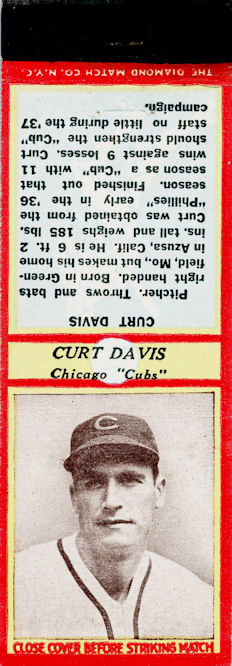 THE DIAMOND MATCH CO. N.Y.C.
CURT DAVIS
Pitcher. Throws and bats
right handed. Born in Green-
field, Mo., but makes his home
in Azusa, Calif. He is 6 ft. 2
ins. tall and weighs 185 lbs.
Curt was obtained from the
"Phillies" early in the '36
season. Finished out that
season as a "Cub" with 11
wins against 9 losses. Curt
should strengthen the "Cub"
staff no little during the '37
campaign.
CURT DAVIS
Chicago "Cubs"
C
CLOSE COVER BEFORE STRIKING MATCH